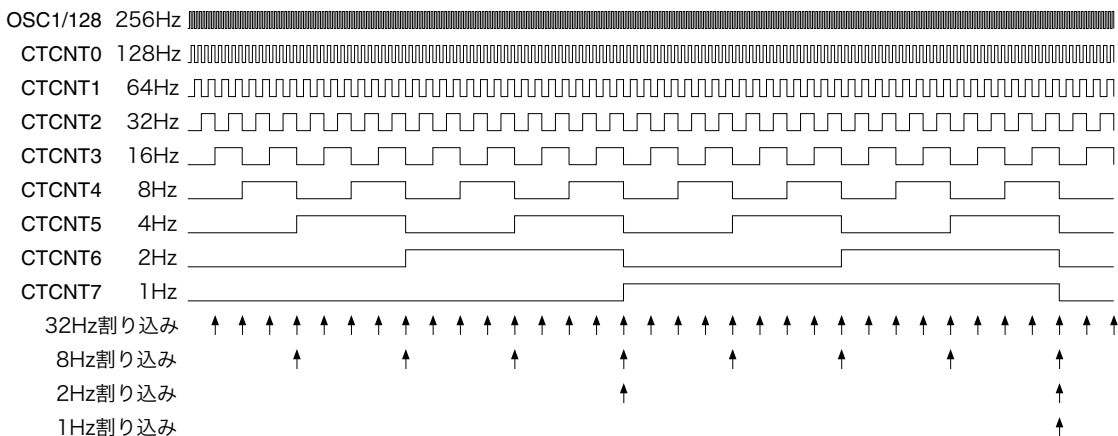 OSC1/128 256Hz
CTCNT0 128Hz
CTCNT1 64Hz
CTCNT2 32Hz
CTCNT3 16Hz
CTCNT4 8Hz
CTCNT5 4Hz
CTCNT6 2Hz
CTCNT7 1Hz
32Hz割り込み
8Hz割り込み
2Hz割り込み
1Hz割り込み